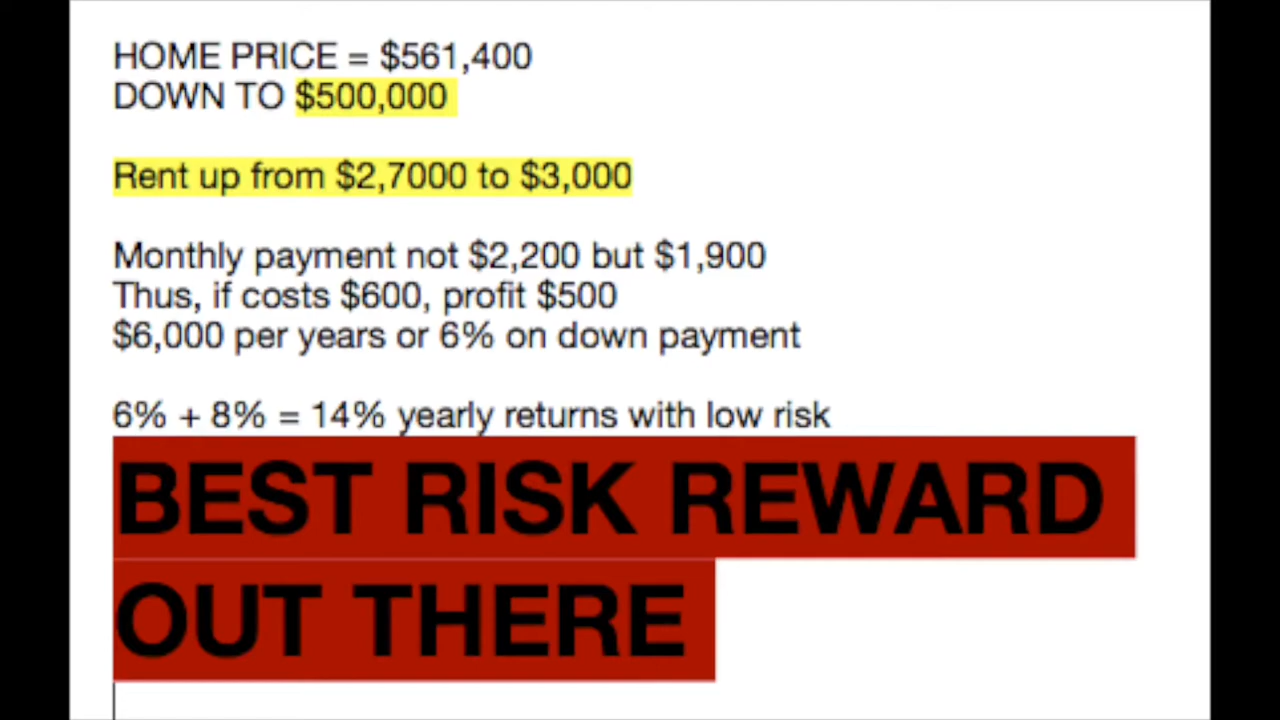 HOME PRICE = $561,400
DOWN TO $500,000
Rent up from $2,7000 to $3,000
Monthly payment not $2,200 but $1,900
Thus, if costs $600, profit $500
$6,000 per years or 6% on down payment
6% + 8% = 14% yearly returns with low risk
BEST RISK REWARD
OUT THERE